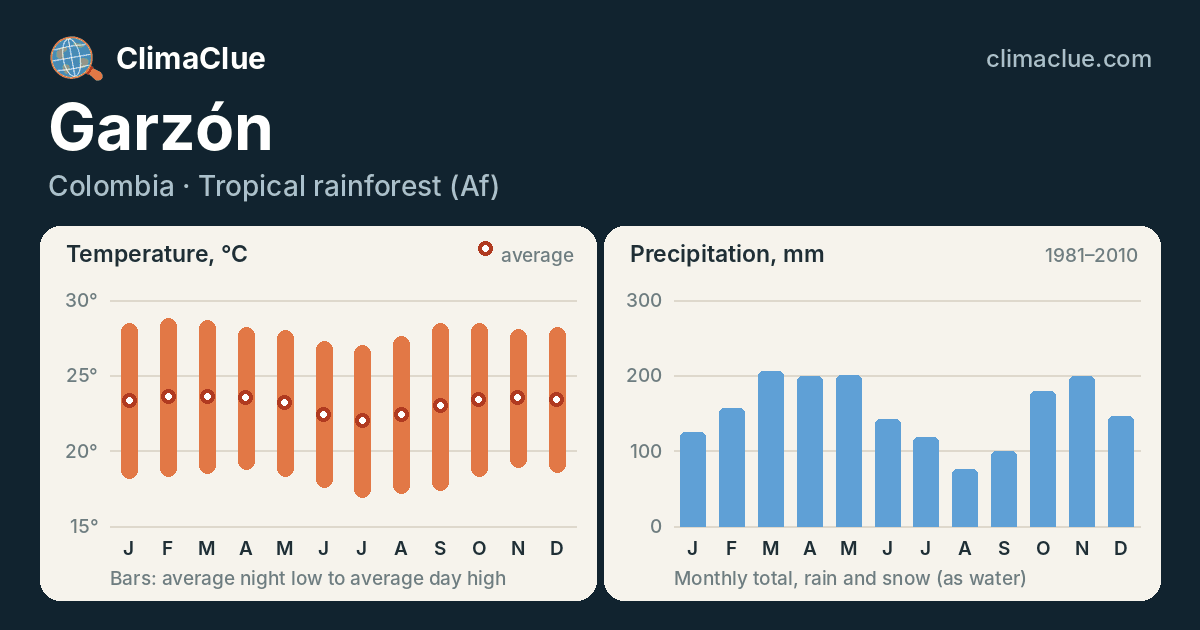 ClimaClue
climaclue.com
Garzón
Colombia · Tropical rainforest (Af)
Temperature, °C
average
30°
25°
20°
15°
J F M A M J J A S O N D
Bars: average night low to average day high
Precipitation, mm
1981–2010
300
200
100
0
J F M A M J J A S O N D
Monthly total, rain and snow (as water)